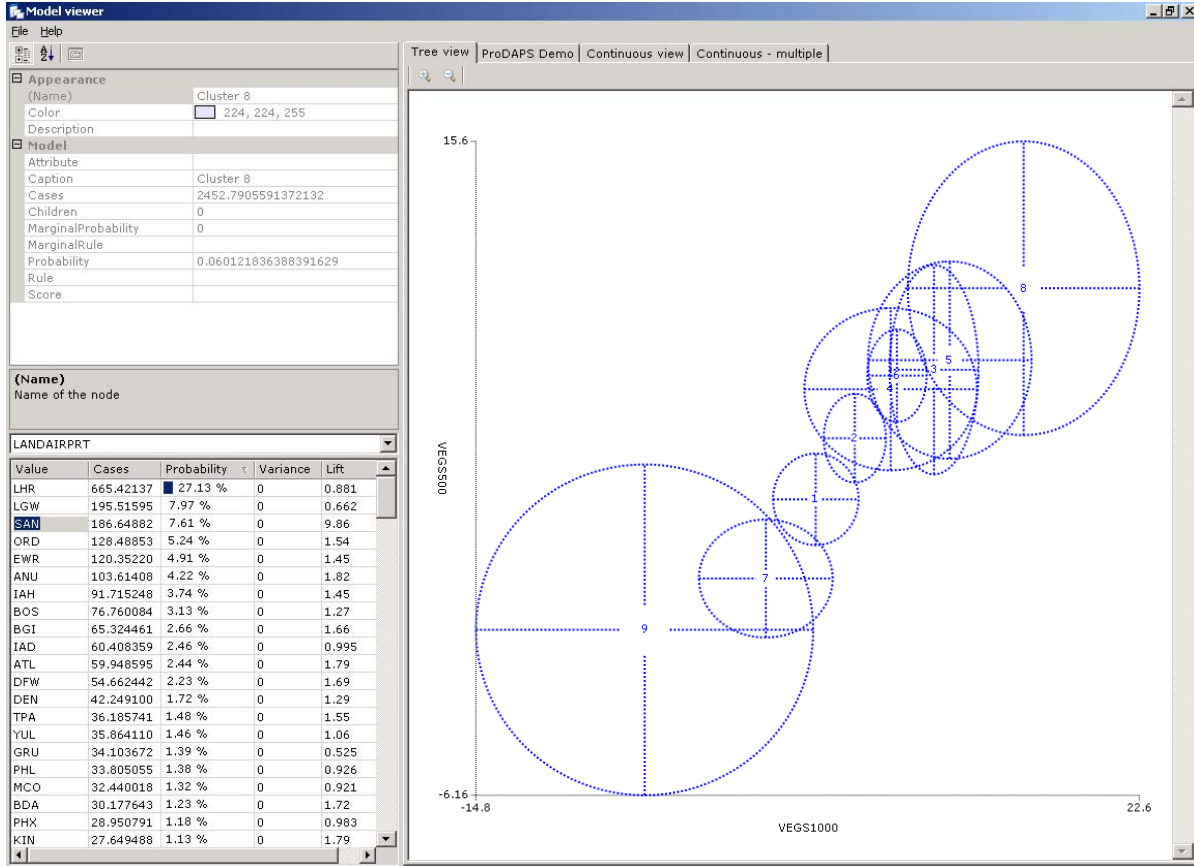 Model viewer
File Help
Appearance
(Name) Cluster 8
Color 224, 224, 255
Description
Model
Attribute
Caption Cluster 8
Cases 2452.7905591372132
Children 0
MarginalProbability 0
MarginalRule
Probability 0.060121836388391629
Rule
Score
(Name)
Name of the node
LANDAIRPRT
Value Cases Probability Variance Lift
LHR 665.42137 27.13 % 0 0.881
LGW 195.51595 7.97 % 0 0.662
SAN 186.64882 7.61 % 0 9.86
ORD 128.48853 5.24 % 0 1.54
EWR 120.35220 4.91 % 0 1.45
ANU 103.61408 4.22 % 0 1.82
IAH 91.715248 3.74 % 0 1.45
BOS 76.760084 3.13 % 0 1.27
BGI 65.324461 2.66 % 0 1.66
IAD 60.408359 2.46 % 0 0.995
ATL 59.948595 2.44 % 0 1.79
DFW 54.662442 2.23 % 0 1.69
DEN 42.249100 1.72 % 0 1.29
TPA 36.185741 1.48 % 0 1.55
YUL 35.864110 1.46 % 0 1.06
GRU 34.103672 1.39 % 0 0.525
PHL 33.805055 1.38 % 0 0.926
MCO 32.440018 1.32 % 0 0.921
BDA 30.177643 1.23 % 0 1.72
PHX 28.950791 1.18 % 0 0.983
KIN 27.649488 1.13 % 0 1.79
Tree view ProDAPS Demo Continuous view Continuous - multiple
15.6
8
5
3
6
4
2
VEGS500
1
7
9
-6.16
-14.8 22.6
VEGS1000